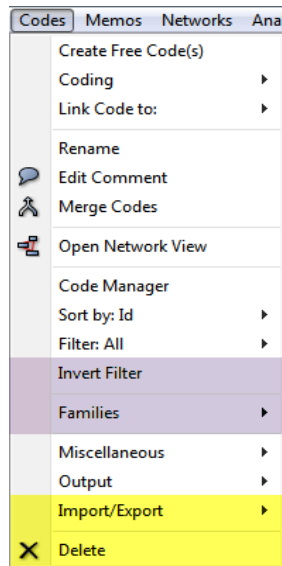 Codes Memos Networks Ana
Create Free Code(s)
Coding
Link Code to:
Rename
Edit Comment
Merge Codes
Open Network View
Code Manager
Sort by: Id
Filter: All
Invert Filter
Families
Miscellaneous
Output
Import/Export
Delete